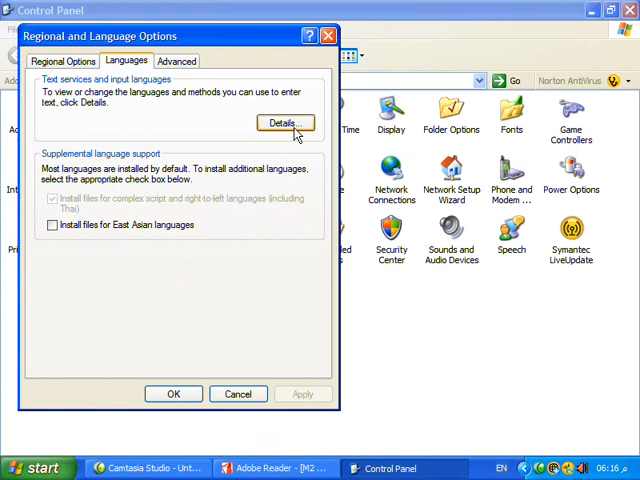 Control Panel
Regional and Language Options
Regional Options
Languages
Advanced
Text services and input languages
To view or change the languages and methods you can use to enter
text, click Details.
Details...
Supplemental language support
Most languages are installed by default. To install additional languages,
select the appropriate check box below.
Install files for complex script and right-to-left languages (including
Thai)
Install files for East Asian languages
OK
Cancel
Apply
Go
Norton AntiVirus
Time
Display
Folder Options
Fonts
Game
Controllers
Network
Connections
Network Setup
Wizard
Phone and
Modem ...
Power Options
Security
Center
Sounds and
Audio Devices
Speech
Symantec
LiveUpdate
start
Camtasia Studio - Unt...
Adobe Reader - [M2 ...
Control Panel
EN
06:16 م